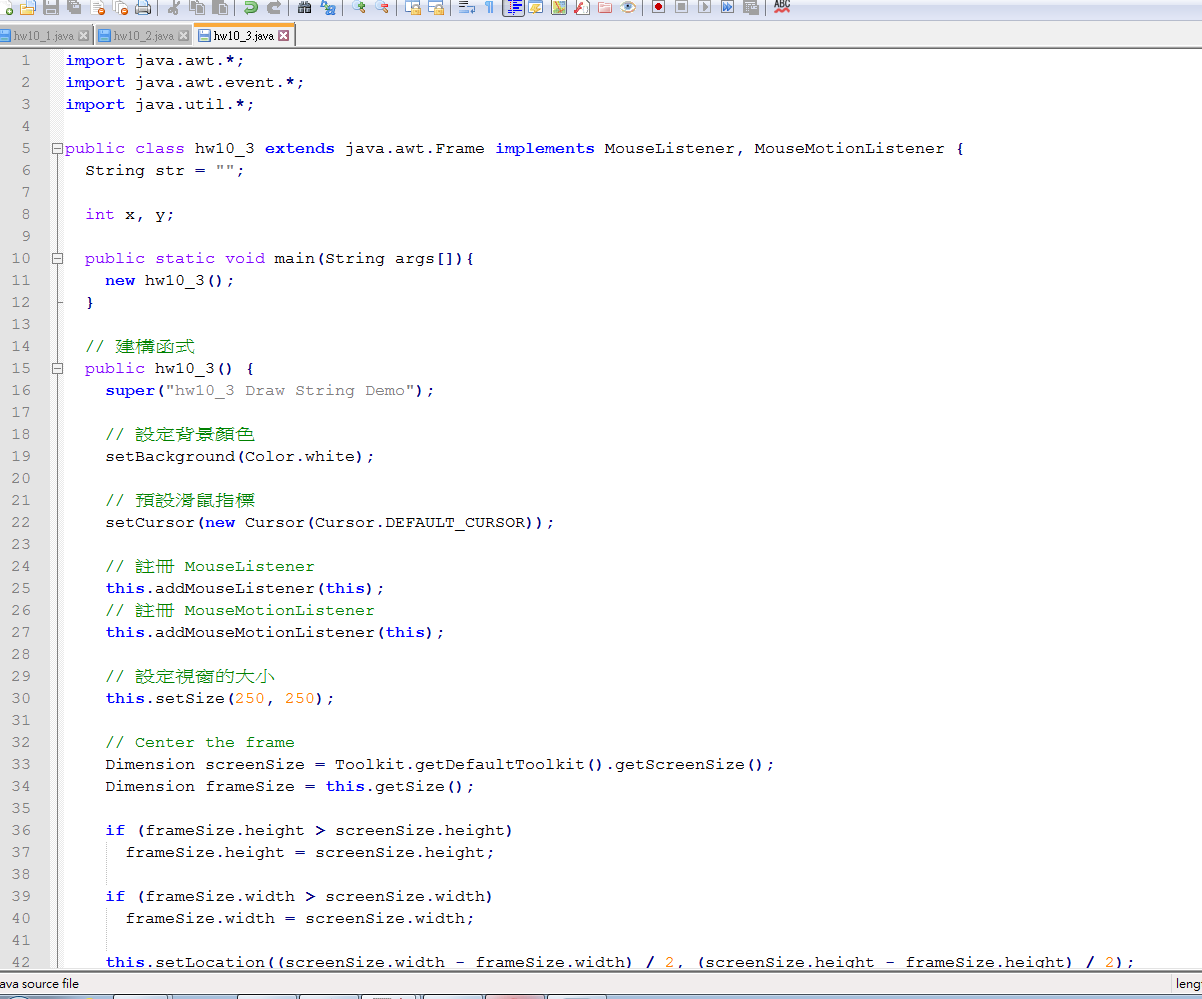 ABC
hw10_1.java hw10_2.java hw10_3.java
1 import java.awt.*;
2 import java.awt.event.*;
3 import java.util.*;
4
5 public class hw10_3 extends java.awt.Frame implements MouseListener, MouseMotionListener {
6 String str = "";
7
8 int x, y;
9
10 public static void main(String args[]){
11 new hw10_3();
12 }
13
14 // 建構函式
15 public hw10_3() {
16 super("hw10_3 Draw String Demo");
17
18 // 設定背景顏色
19 setBackground(Color.white);
20
21 // 預設滑鼠指標
22 setCursor(new Cursor(Cursor.DEFAULT_CURSOR));
23
24 // 註冊 MouseListener
25 this.addMouseListener(this);
26 // 註冊 MouseMotionListener
27 this.addMouseMotionListener(this);
28
29 // 設定視窗的大小
30 this.setSize(250, 250);
31
32 // Center the frame
33 Dimension screenSize = Toolkit.getDefaultToolkit().getScreenSize();
34 Dimension frameSize = this.getSize();
35
36 if (frameSize.height > screenSize.height)
37 frameSize.height = screenSize.height;
38
39 if (frameSize.width > screenSize.width)
40 frameSize.width = screenSize.width;
41
42 this.setLocation((screenSize.width - frameSize.width) / 2, (screenSize.height - frameSize.height) / 2);
ava source file leng